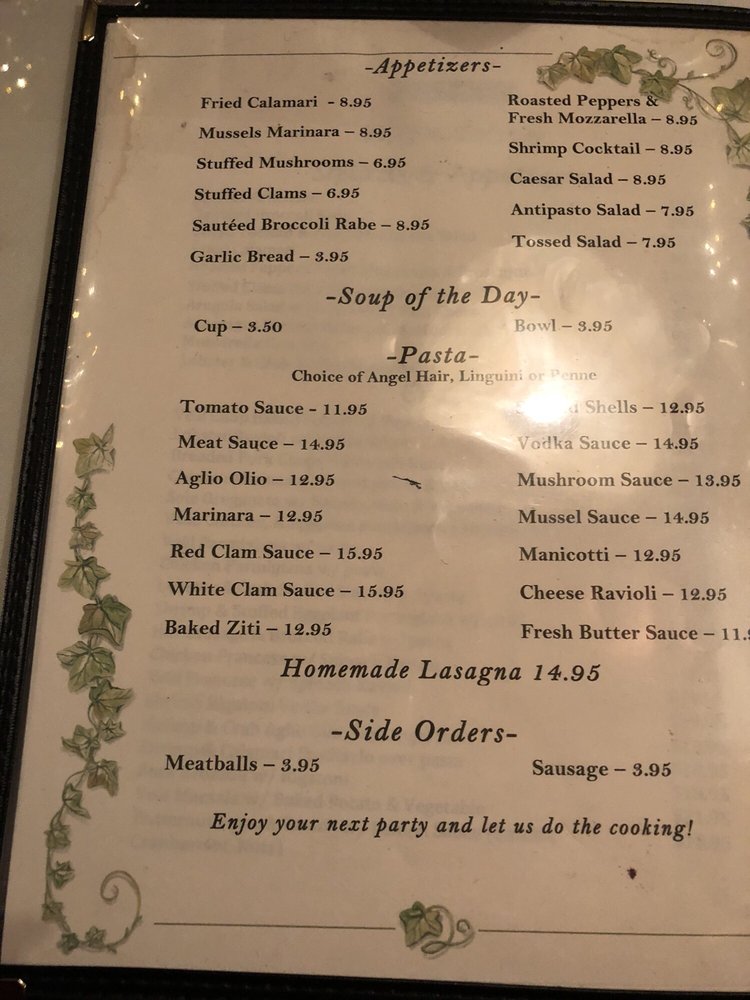 -Appetizers-
Fried Calamari - 8.95
Mussels Marinara – 8.95
Stuffed Mushrooms – 6.95
Stuffed Clams – 6.95
Sautéed Broccoli Rabe – 8.95
Garlic Bread – 3.95
Roasted Peppers &
Fresh Mozzarella – 8.95
Shrimp Cocktail – 8.95
Caesar Salad – 8.95
Antipasto Salad – 7.95
Tossed Salad – 7.95
-Soup of the Day-
Cup – 3.50
Bowl – 3.95
-Pasta-
Choice of Angel Hair, Linguini or Penne
Tomato Sauce - 11.95
Meat Sauce – 14.95
Aglio Olio – 12.95
Marinara – 12.95
Red Clam Sauce – 15.95
White Clam Sauce – 15.95
Baked Ziti – 12.95
Shells – 12.95
Vodka Sauce – 14.95
Mushroom Sauce – 13.95
Mussel Sauce – 14.95
Manicotti – 12.95
Cheese Ravioli – 12.95
Fresh Butter Sauce – 11.
Homemade Lasagna 14.95
-Side Orders-
Meatballs – 3.95
Sausage – 3.95
Enjoy your next party and let us do the cooking!